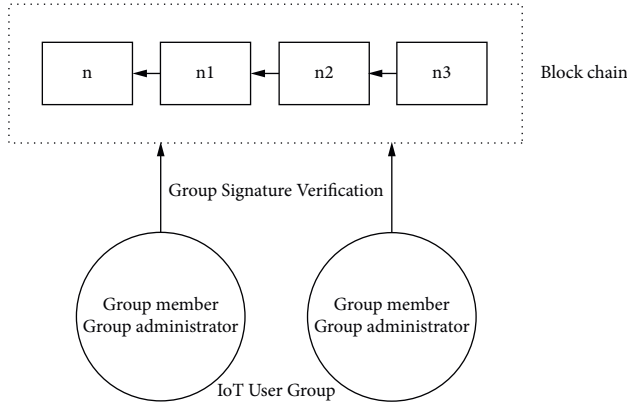 n
n1
n2
n3
Block chain
Group Signature Verification
Group member
Group administrator
Group member
Group administrator
IoT User Group